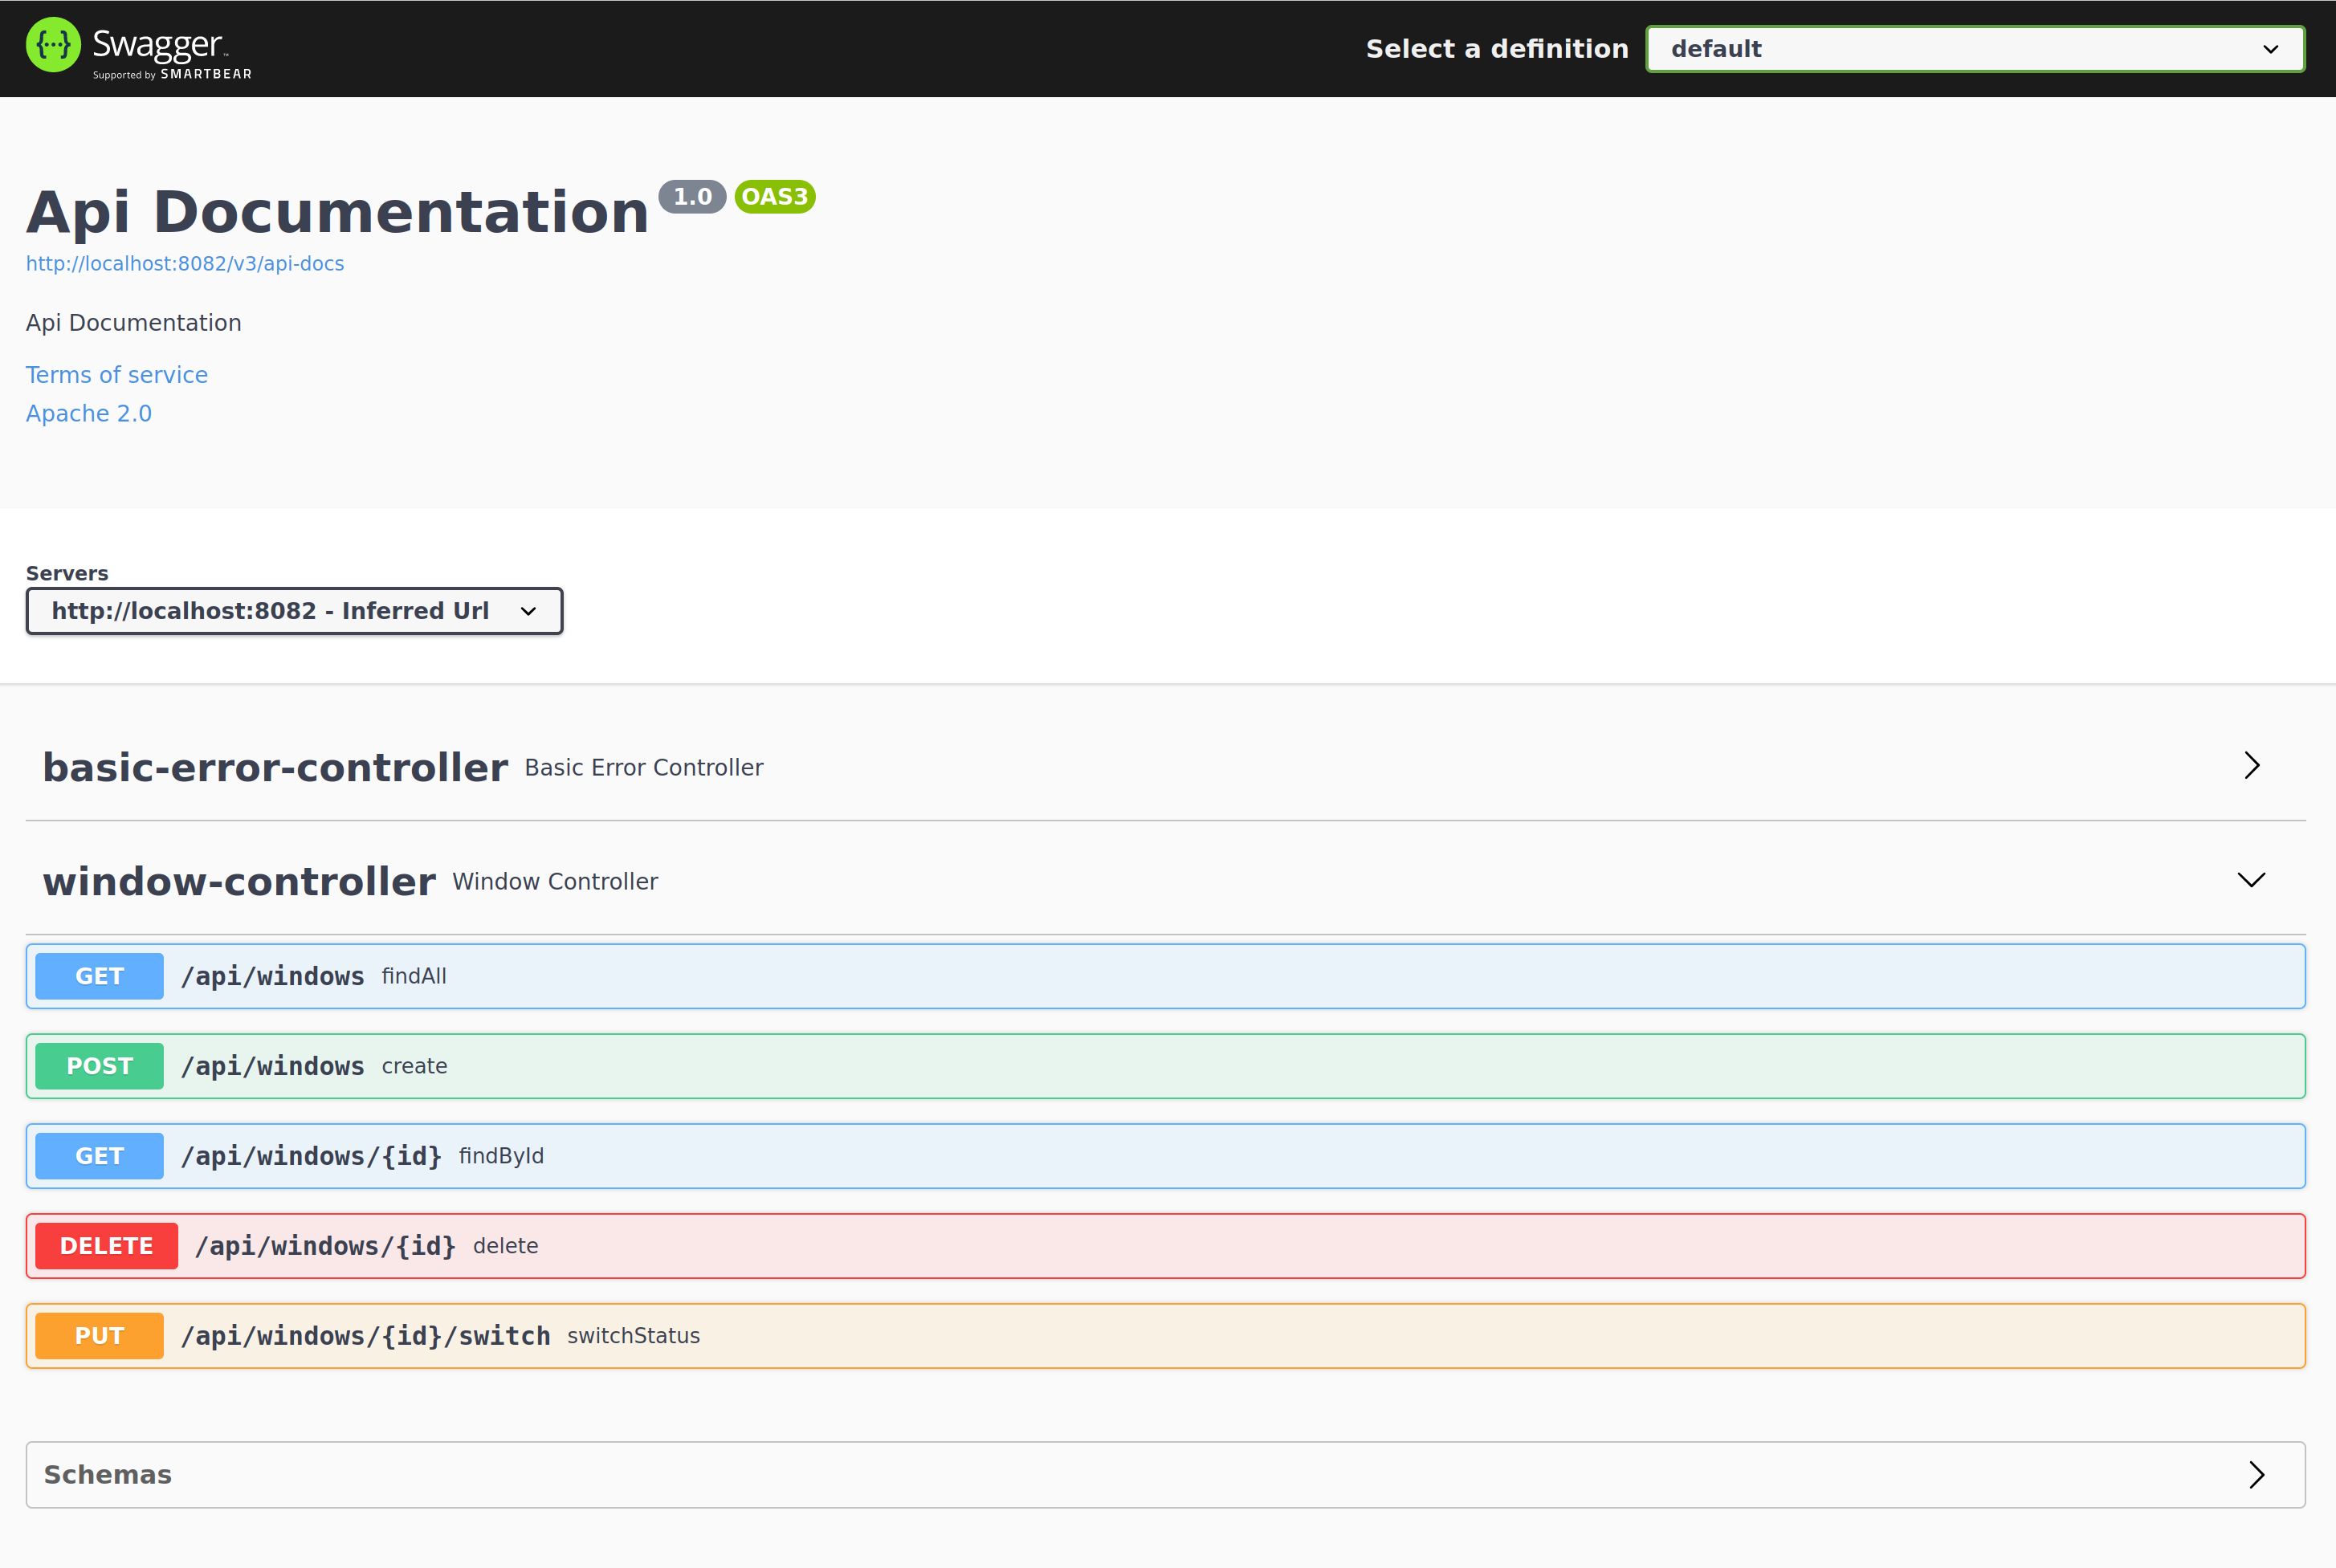 Swagger™
Supported by SMARTBEAR
Select a definition
default
Api Documentation 1.0 OAS3
http://localhost:8082/v3/api-docs
Api Documentation
Terms of service
Apache 2.0
Servers
http://localhost:8082 - Inferred Url
basic-error-controller Basic Error Controller
window-controller Window Controller
GET /api/windows findAll
POST /api/windows create
GET /api/windows/{id} findById
DELETE /api/windows/{id} delete
PUT /api/windows/{id}/switch switchStatus
Schemas